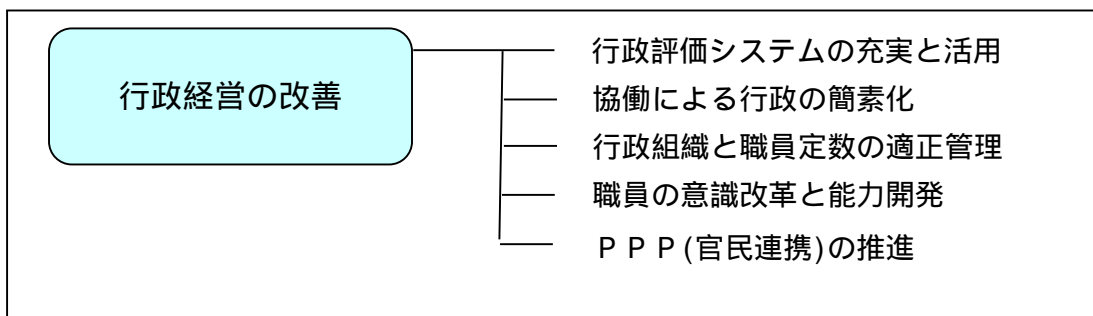 行政経営の改善
行政評価システムの充実と活用
協働による行政の簡素化
行政組織と職員定数の適正管理
職員の意識改革と能力開発
ＰＰＰ(官民連携)の推進